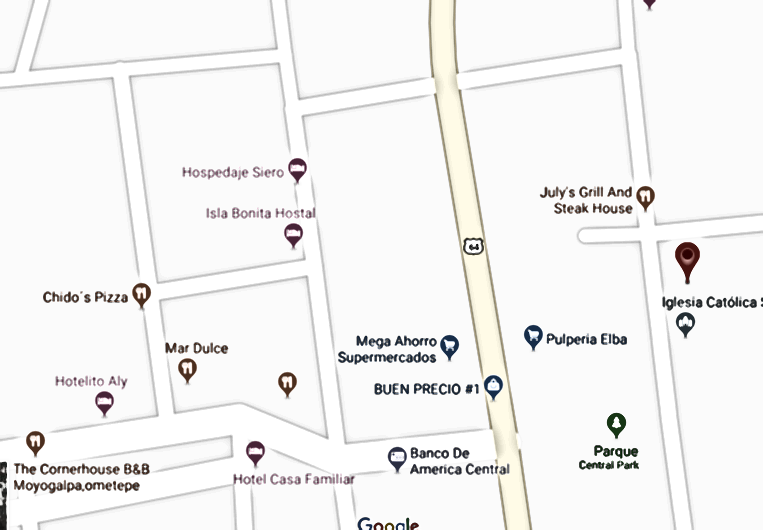 Hospedaje Siero
July's Grill And
Steak House
Isla Bonita Hostal
64
Chido´s Pizza
Iglesia Católica S
Mega Ahorro
Supermercados
Pulperia Elba
Mar Dulce
Hotelito Aly
BUEN PRECIO #1
Parque
Central Park
Banco De
America Central
The Cornerhouse B&B
Moyogalpa,ometepe
Hotel Casa Familiar
Google